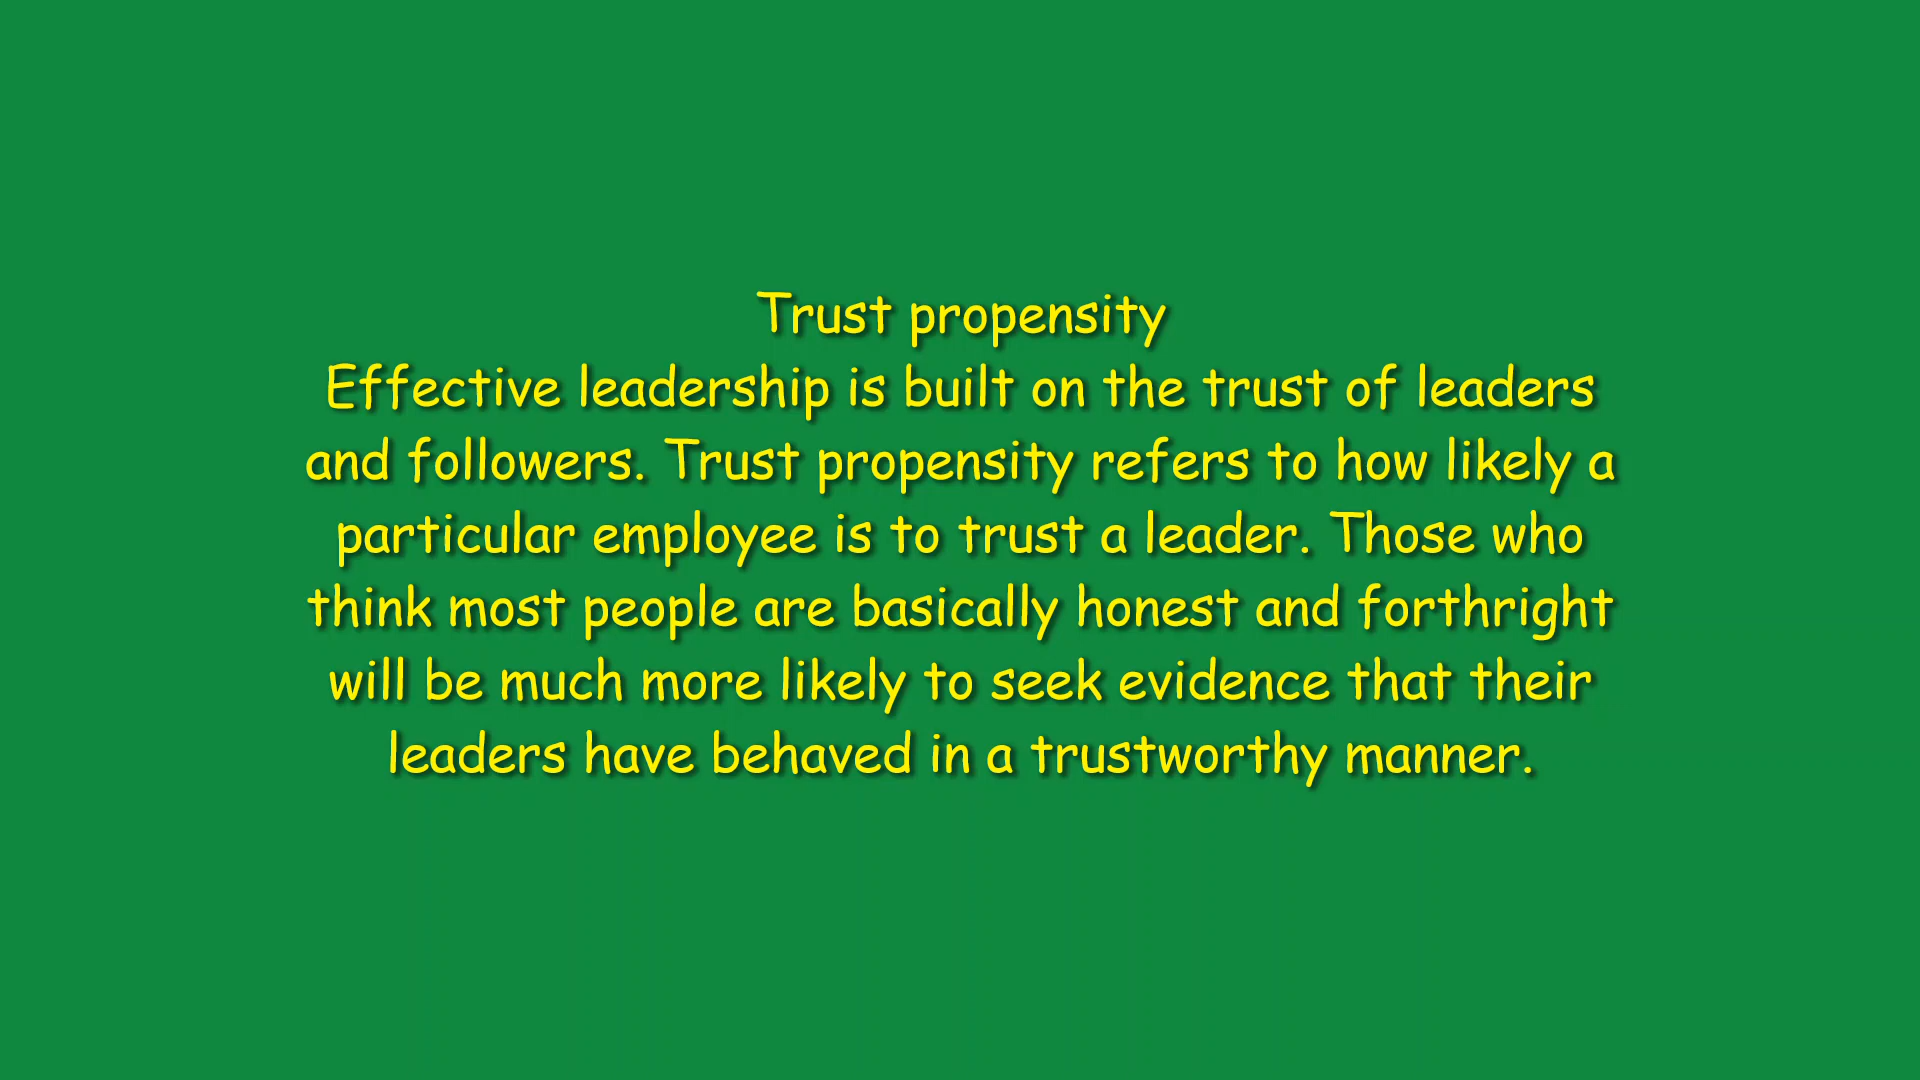 Trust propensity
Effective leadership is built on the trust of leaders
and followers. Trust propensity refers to how likely a
particular employee is to trust a leader. Those who
think most people are basically honest and forthright
will be much more likely to seek evidence that their
leaders have behaved in a trustworthy manner.